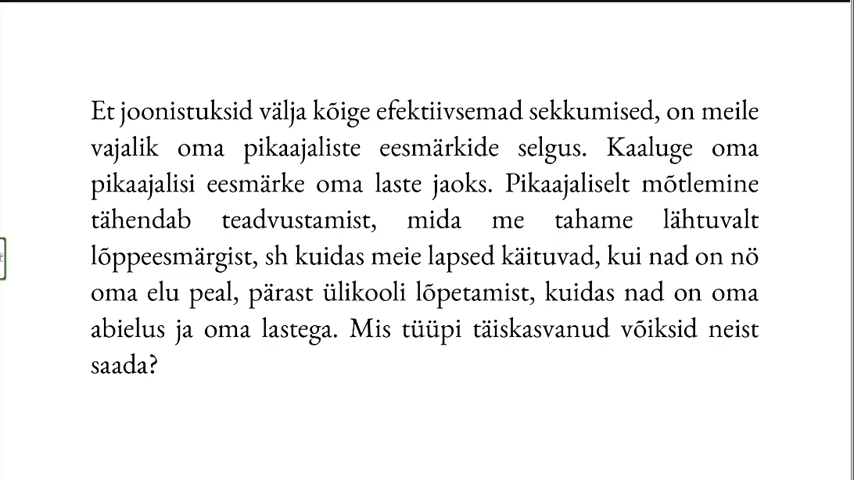 Et joonistuksid välja kõige efektiivsemad sekkumised, on meile
vajalik oma pikaajaliste eesmärkide selgus. Kaaluge oma
pikaajalisi eesmärke oma laste jaoks. Pikaajaliselt mõtlemine
tähendab teadvustamist, mida me tahame lähtuvalt
lõppeesmärgist, sh kuidas meie lapsed käituvad, kui nad on nö
oma elu peal, pärast ülikooli lõpetamist, kuidas nad on oma
abielus ja oma lastega. Mis tüüpi täiskasvanud võiksid neist
saada?